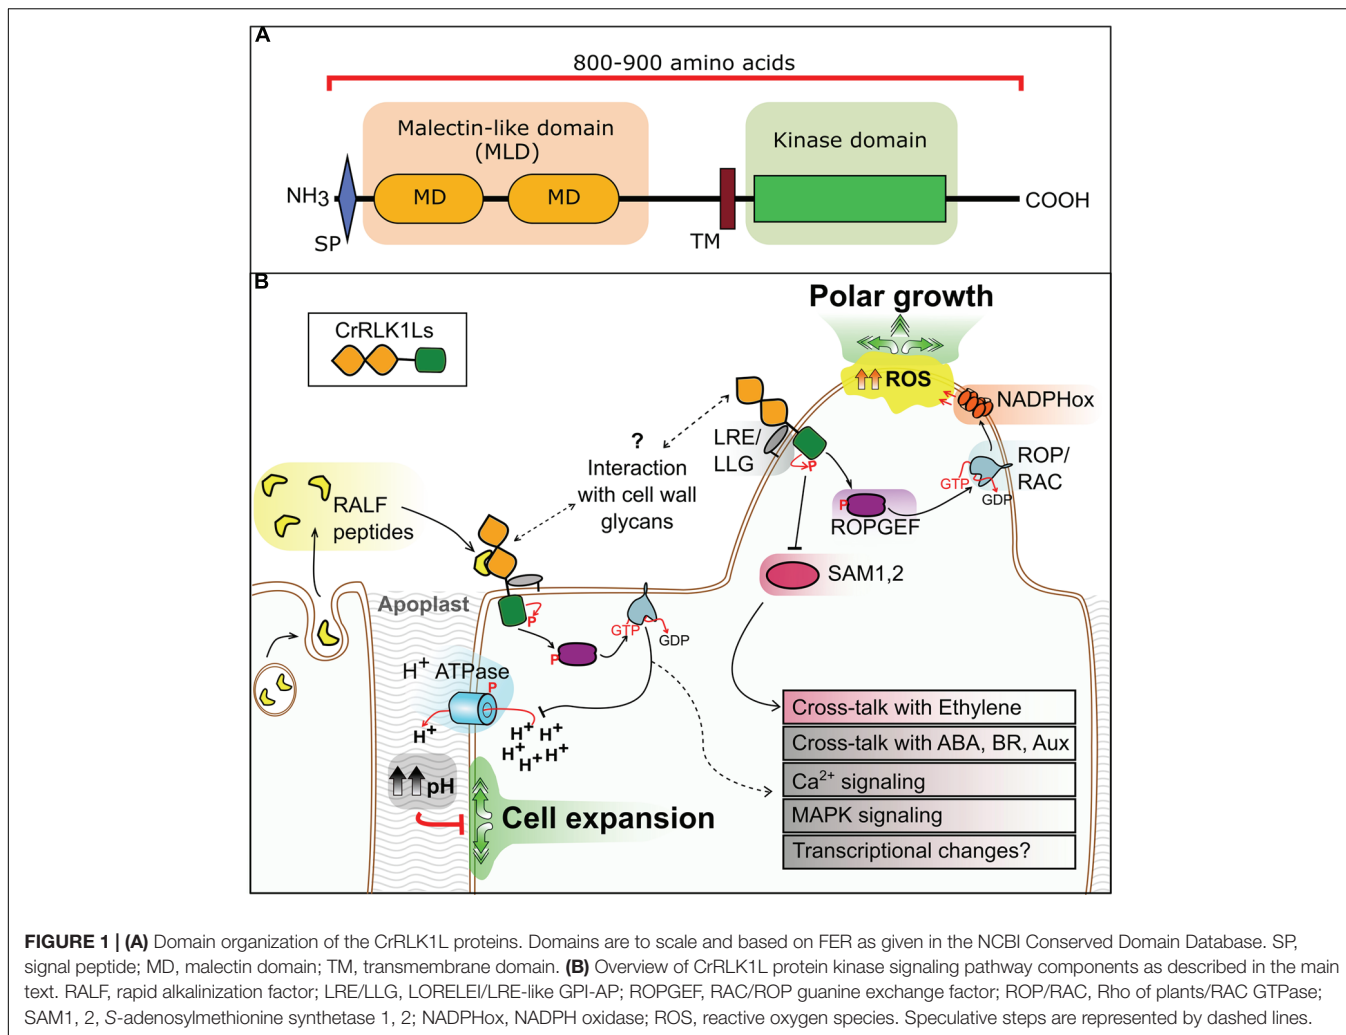 A
800-900 amino acids
Malectin-like domain
(MLD)
Kinase domain
NH3
MD
MD
COOH
SP
TM
B
Polar growth
CrRLK1Ls
ROS
NADPHox
?
Interaction
with cell wall
glycans
LRE/
LLG
P
ROP/
RAC
GTP
GDP
RALF
peptides
P
ROPGEF
SAM1,2
Apoplast
P
GTP
GDP
P
H+ ATPase
P
H+
H+ H+
H+ H+ H+
pH
Cell expansion
Cross-talk with Ethylene
Cross-talk with ABA, BR, Aux
Ca2+ signaling
MAPK signaling
Transcriptional changes?
FIGURE 1 | (A) Domain organization of the CrRLK1L proteins. Domains are to scale and based on FER as given in the NCBI Conserved Domain Database. SP,
signal peptide; MD, malectin domain; TM, transmembrane domain. (B) Overview of CrRLK1L protein kinase signaling pathway components as described in the main
text. RALF, rapid alkalinization factor; LRE/LLG, LORELEI/LRE-like GPI-AP; ROPGEF, RAC/ROP guanine exchange factor; ROP/RAC, Rho of plants/RAC GTPase;
SAM1, 2, S-adenosylmethionine synthetase 1, 2; NADPHox, NADPH oxidase; ROS, reactive oxygen species. Speculative steps are represented by dashed lines.